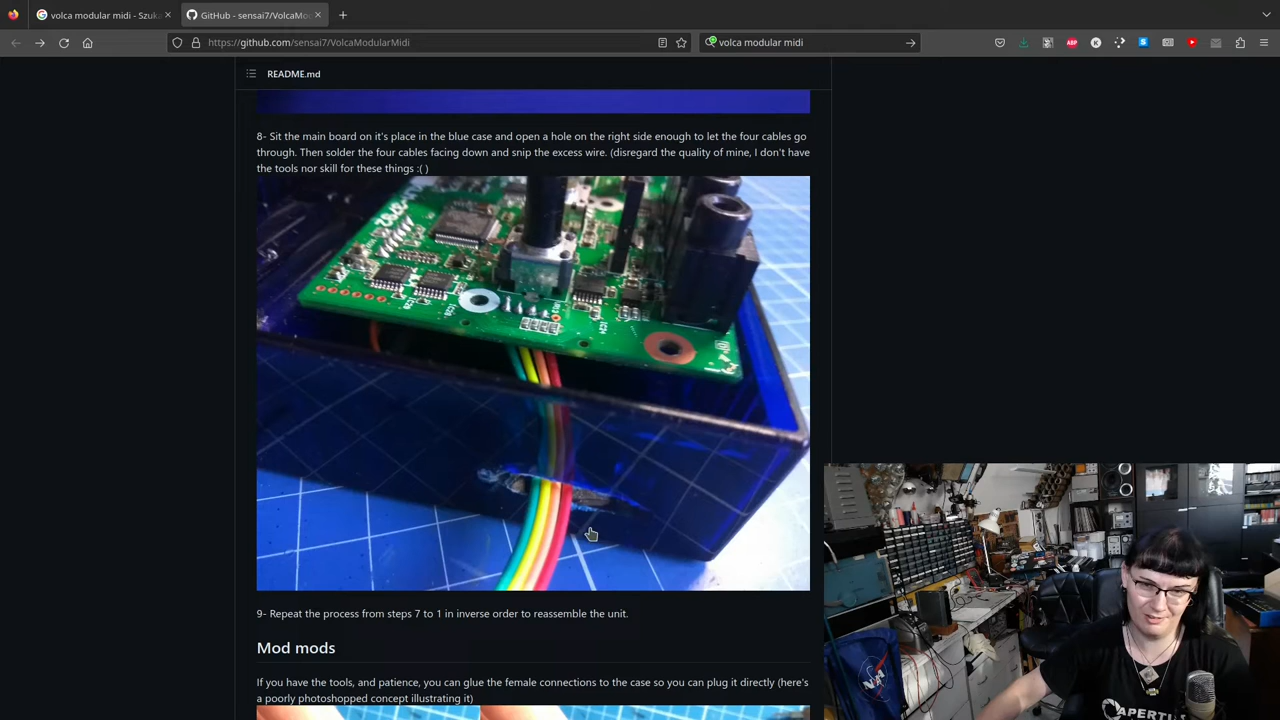 volca modular midi - Szuka
GitHub - sensai7/VolcaMo
https://github.com/sensai7/VolcaModularMidi
volca modular midi
README.md
8- Sit the main board on it's place in the blue case and open a hole on the right side enough to let the four cables go
through. Then solder the four cables facing down and snip the excess wire. (disregard the quality of mine, I don't have
the tools nor skill for these things :( )
9- Repeat the process from steps 7 to 1 in inverse order to reassemble the unit.
Mod mods
If you have the tools, and patience, you can glue the female connections to the case so you can plug it directly (here's
a poorly photoshopped concept illustrating it)
NASA
APERTU